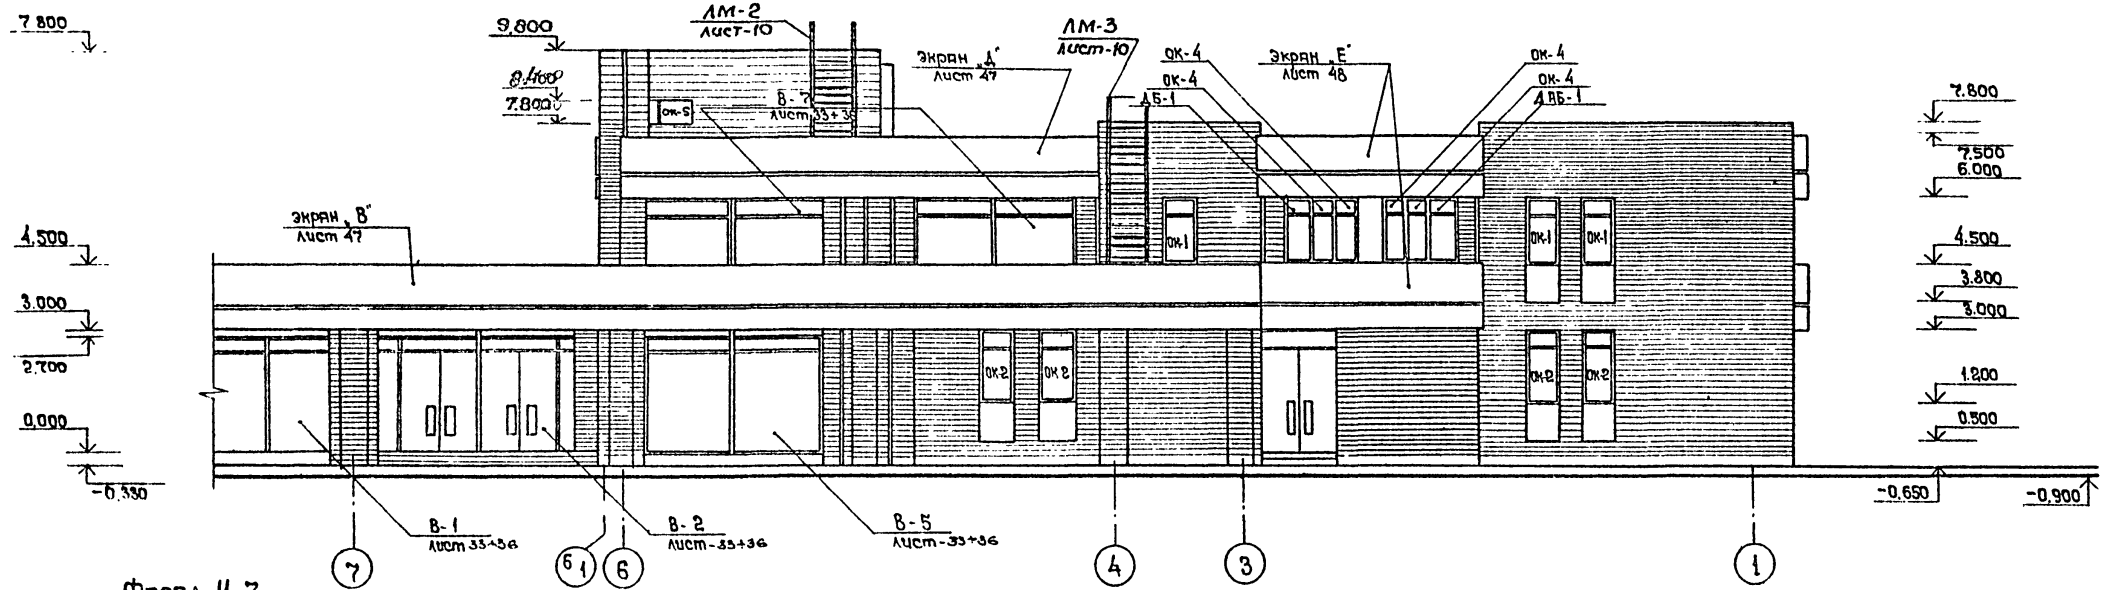 7.800
9.800
8.400
7.800
ЛМ-2
Лист-10
Экран „Д"
Лист 47
В-7
Лист 33÷36
ЛМ-3
Лист-10
ОК-4
ОК-4
ДБ-1
Экран „Е"
Лист 48
ОК-4
ОК-4
7.800
7.500
6.000
4.500
3.800
3.000
1.200
0.500
-0.650
-0.900
ОК-5
Экран „В"
Лист 47
4.500
3.000
2.700
0.000
-0.330
ОК-1
ОК-1
ОК-1
ОК-2
ОК-2
ОК-2
ОК-2
В-1
Лист 33÷36
В-2
Лист-33÷36
В-5
Лист-33÷36
7
6 1
6
4
3
1